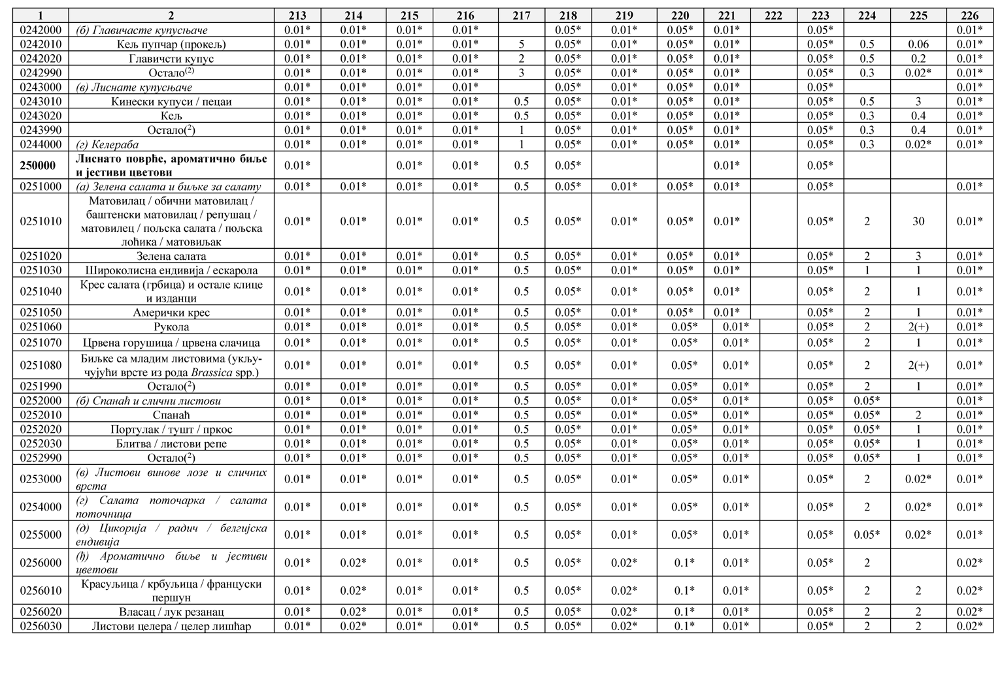 1 2 213 214 215 216 217 218 219 220 221 222 223 224 225 226
0242000 (б) Главичасте купусњаче 0.01* 0.01* 0.01* 0.01* 0.05* 0.01* 0.05* 0.01* 0.05* 0.01*
0242010 Кељ пупчар (прокељ) 0.01* 0.01* 0.01* 0.01* 5 0.05* 0.01* 0.05* 0.01* 0.05* 0.5 0.06 0.01*
0242020 Главичсти купус 0.01* 0.01* 0.01* 0.01* 2 0.05* 0.01* 0.05* 0.01* 0.05* 0.5 0.2 0.01*
0242990 Остало(2) 0.01* 0.01* 0.01* 0.01* 3 0.05* 0.01* 0.05* 0.01* 0.05* 0.3 0.02* 0.01*
0243000 (в) Лиснате купусњаче 0.01* 0.01* 0.01* 0.01* 0.05* 0.01* 0.05* 0.01* 0.05* 0.01*
0243010 Кинески купуси / пецаи 0.01* 0.01* 0.01* 0.01* 0.5 0.05* 0.01* 0.05* 0.01* 0.05* 0.5 3 0.01*
0243020 Кељ 0.01* 0.01* 0.01* 0.01* 0.5 0.05* 0.01* 0.05* 0.01* 0.05* 0.3 0.4 0.01*
0243990 Остало(2) 0.01* 0.01* 0.01* 0.01* 1 0.05* 0.01* 0.05* 0.01* 0.05* 0.3 0.4 0.01*
0244000 (г) Келераба 0.01* 0.01* 0.01* 0.01* 1 0.05* 0.01* 0.05* 0.01* 0.05* 0.3 0.02* 0.01*
250000 Лиснато поврће, ароматично биље
и јестиви цветови 0.01* 0.01* 0.01* 0.5 0.05* 0.01* 0.05*
0251000 (а) Зелена салата и биљке за салату 0.01* 0.01* 0.01* 0.01* 0.5 0.05* 0.01* 0.05* 0.01* 0.05* 0.01*
0251010 Матовилац / обични матовилац /
баштенски матовилац / репушац /
матовилец / пољска салата / пољска
лоћика / матовиљак 0.01* 0.01* 0.01* 0.01* 0.5 0.05* 0.01* 0.05* 0.01* 0.05* 2 30 0.01*
0251020 Зелена салата 0.01* 0.01* 0.01* 0.01* 0.5 0.05* 0.01* 0.05* 0.01* 0.05* 2 3 0.01*
0251030 Широколисна ендивија / ескарола 0.01* 0.01* 0.01* 0.01* 0.5 0.05* 0.01* 0.05* 0.01* 0.05* 1 1 0.01*
0251040 Крес салата (грбица) и остале клице
и изданци 0.01* 0.01* 0.01* 0.01* 0.5 0.05* 0.01* 0.05* 0.01* 0.05* 2 1 0.01*
0251050 Амерички крес 0.01* 0.01* 0.01* 0.01* 0.5 0.05* 0.01* 0.05* 0.01* 0.05* 2 1 0.01*
0251060 Рукола 0.01* 0.01* 0.01* 0.01* 0.5 0.05* 0.01* 0.05* 0.01* 0.05* 2 2(+) 0.01*
0251070 Црвена горушица / црвена слачица 0.01* 0.01* 0.01* 0.01* 0.5 0.05* 0.01* 0.05* 0.01* 0.05* 2 1 0.01*
0251080 Биљке са младим листовима (укљу-
чујући врсте из рода Brassica spp.) 0.01* 0.01* 0.01* 0.01* 0.5 0.05* 0.01* 0.05* 0.01* 0.05* 2 2(+) 0.01*
0251990 Остало(2) 0.01* 0.01* 0.01* 0.01* 0.5 0.05* 0.01* 0.05* 0.01* 0.05* 2 1 0.01*
0252000 (б) Спанаћ и слични листови 0.01* 0.01* 0.01* 0.01* 0.5 0.05* 0.01* 0.05* 0.01* 0.05* 0.05* 0.01*
0252010 Спанаћ 0.01* 0.01* 0.01* 0.01* 0.5 0.05* 0.01* 0.05* 0.01* 0.05* 0.05* 2 0.01*
0252020 Портулак / тушт / пркос 0.01* 0.01* 0.01* 0.01* 0.5 0.05* 0.01* 0.05* 0.01* 0.05* 0.05* 1 0.01*
0252030 Блитва / листови репе 0.01* 0.01* 0.01* 0.01* 0.5 0.05* 0.01* 0.05* 0.01* 0.05* 0.05* 1 0.01*
0252990 Остало(2) 0.01* 0.01* 0.01* 0.01* 0.5 0.05* 0.01* 0.05* 0.01* 0.05* 0.05* 1 0.01*
0253000 (в) Листови винове лозе и сличних
врста 0.01* 0.01* 0.01* 0.01* 0.5 0.05* 0.01* 0.05* 0.01* 0.05* 2 0.02* 0.01*
0254000 (г) Салата поточарка / салата
поточница 0.01* 0.01* 0.01* 0.01* 0.5 0.05* 0.01* 0.05* 0.01* 0.05* 2 0.02* 0.01*
0255000 (д) Цикорија / радич / белгијска
ендивија 0.01* 0.01* 0.01* 0.01* 0.5 0.05* 0.01* 0.05* 0.01* 0.05* 0.05* 0.02* 0.01*
0256000 (ђ) Ароматично биље и јестиви
цветови 0.01* 0.02* 0.01* 0.01* 0.5 0.05* 0.02* 0.1* 0.01* 0.05* 2 0.02*
0256010 Красуљица / крбуљица / француски
першун 0.01* 0.02* 0.01* 0.01* 0.5 0.05* 0.02* 0.1* 0.01* 0.05* 2 2 0.02*
0256020 Власац / лук резанац 0.01* 0.02* 0.01* 0.01* 0.5 0.05* 0.02* 0.1* 0.01* 0.05* 2 2 0.02*
0256030 Листови целера / целер лишћар 0.01* 0.02* 0.01* 0.01* 0.5 0.05* 0.02* 0.1* 0.01* 0.05* 2 2 0.02*